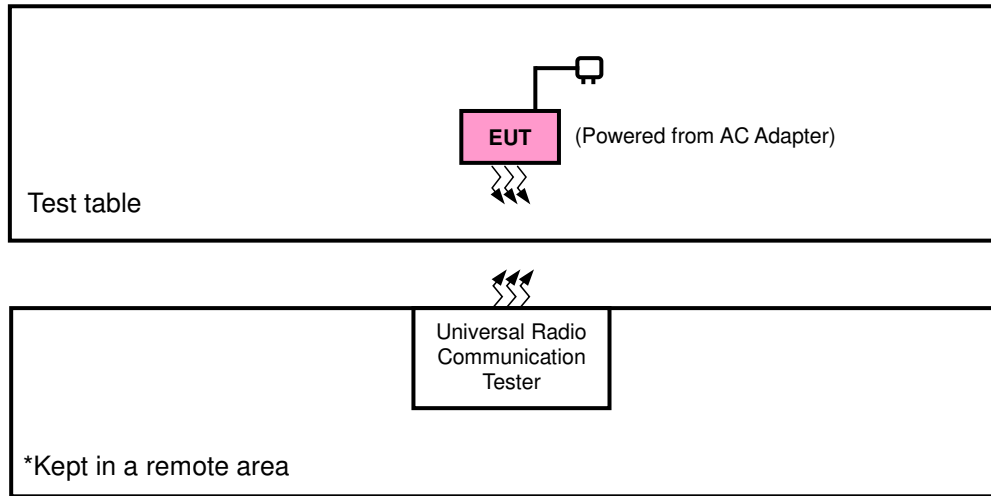 EUT
(Powered from AC Adapter)
Test table
Universal Radio
Communication
Tester
*Kept in a remote area